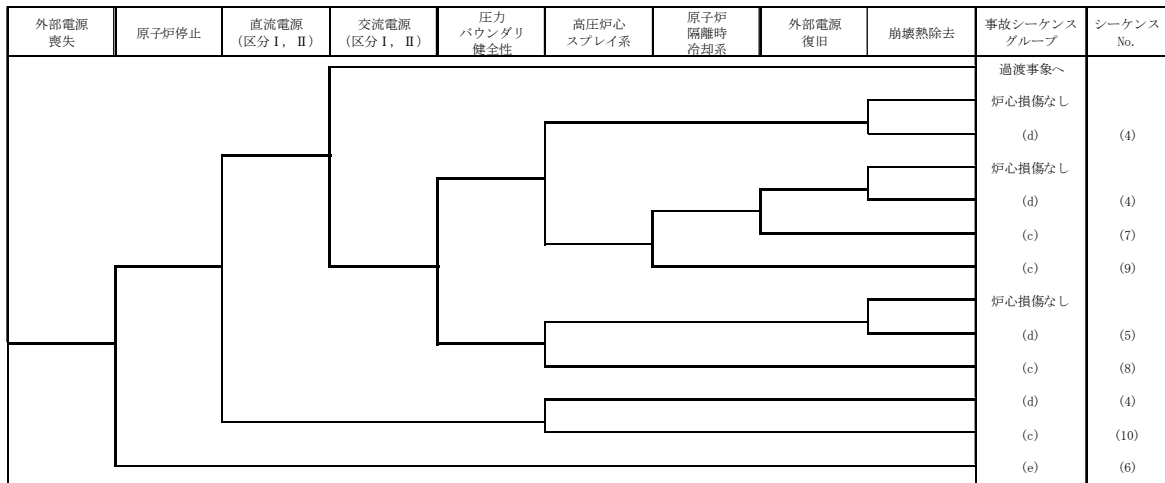 外部電源
喪失
原子炉停止
直流電源
（区分Ⅰ，Ⅱ）
交流電源
（区分Ⅰ，Ⅱ）
圧力
バウンダリ
健全性
高圧炉心
スプレイ系
原子炉
隔離時
冷却系
外部電源
復旧
崩壊熱除去
事故シーケンス
グループ
シーケンス
No.
過渡事象へ
炉心損傷なし
(d) (4)
炉心損傷なし
(d) (4)
(c) (7)
(c) (9)
炉心損傷なし
(d) (5)
(c) (8)
(d) (4)
(c) (10)
(e) (6)